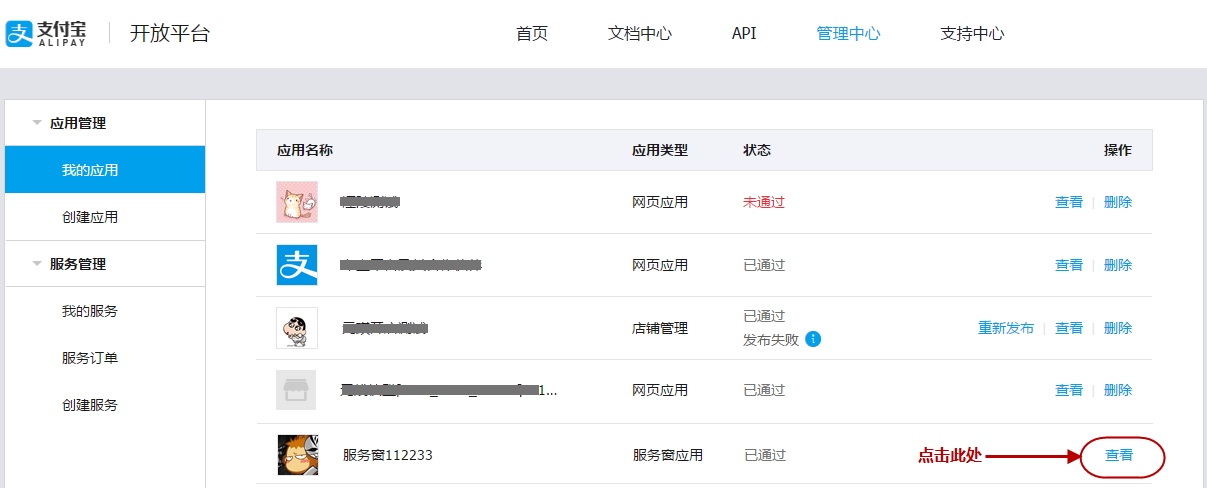 支付宝 ALIPAY 开放平台 首页 文档中心 API 管理中心 支持中心
应用管理
我的应用
创建应用
服务管理
我的服务
服务订单
创建服务
应用名称 应用类型 状态 操作
网页应用 未通过 查看 | 删除
网页应用 已通过 查看 | 删除
店铺管理 已通过 发布失败 重新发布 | 查看 | 删除
1... 网页应用 已通过 查看 | 删除
服务窗112233 服务窗应用 已通过 点击此处 查看